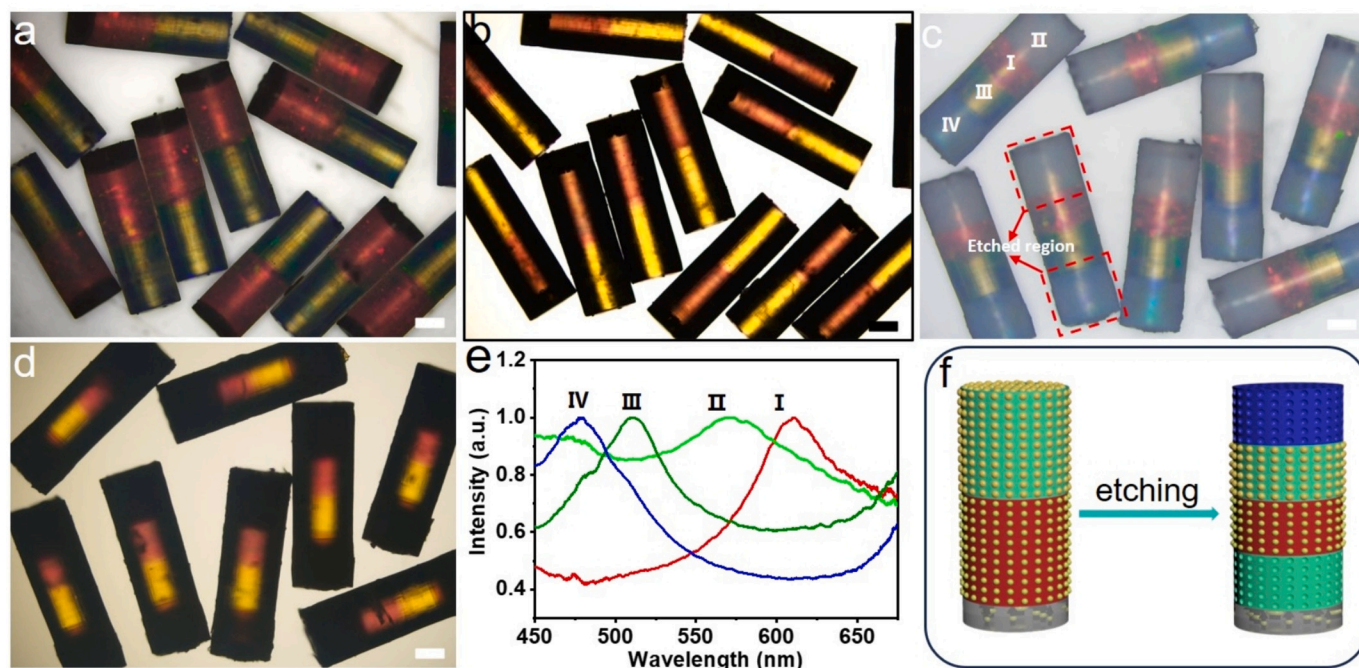 a
b
c
II
I
III
IV
Etched region
d
e
1.2
IV
III
II
I
1.0
0.8
0.6
0.4
Intensity (a.u.)
450
500
550
600
650
Wavelength (nm)
f
etching